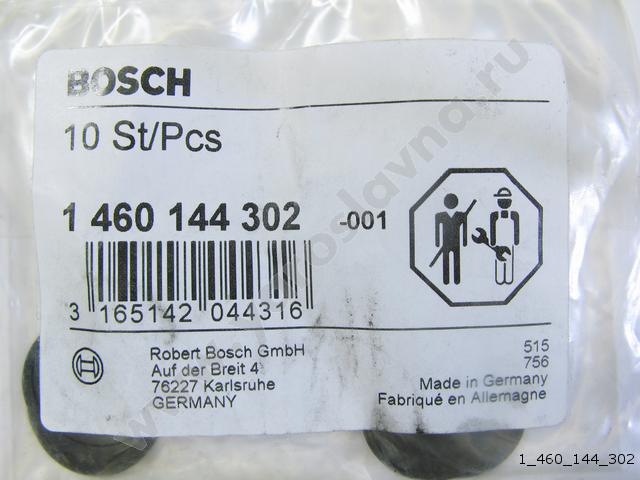 BOSCH
10 St/Pcs
1 460 144 302 -001
3 165142 044316
Robert Bosch GmbH
Auf der Breit 4
76227 Karlsruhe
GERMANY
515
756
Made in Germany
Fabriqué en Allemagne
1_460_144_302